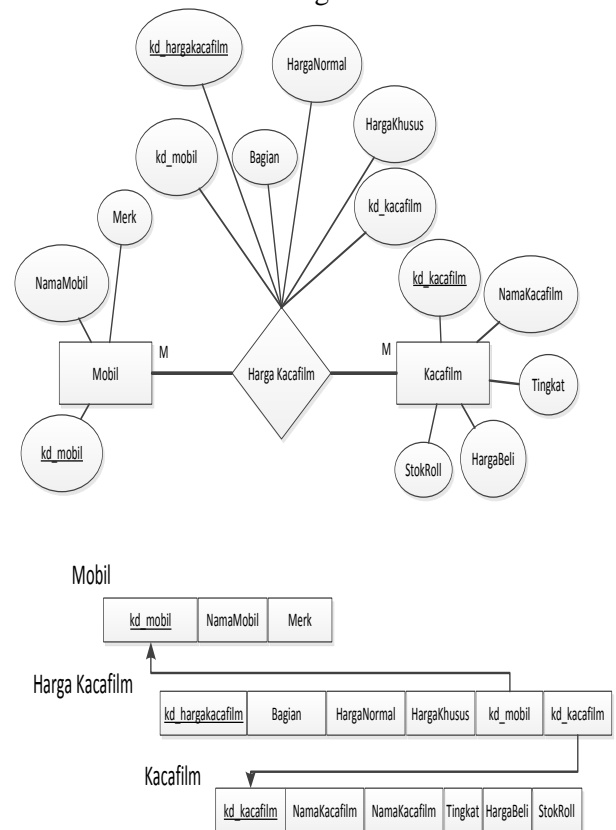 kd_hargakacafilm
HargaNormal
HargaKhusus
kd_mobil
Bagian
kd_kacafilm
Merk
NamaMobil
kd_kacafilm
NamaKacafilm
M
M
Mobil
Harga Kacafilm
Kacafilm
Tingkat
kd_mobil
StokRoll
HargaBeli
Mobil
kd_mobil NamaMobil Merk
Harga Kacafilm
kd_hargakacafilm Bagian HargaNormal HargaKhusus kd_mobil kd_kacafilm
Kacafilm
kd_kacafilm NamaKacafilm NamaKacafilm Tingkat HargaBeli StokRoll